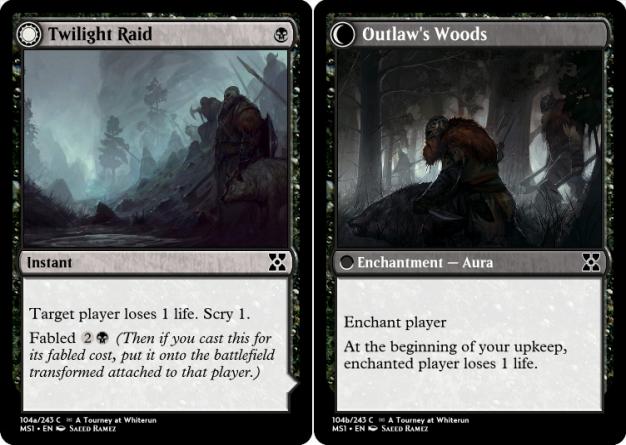 Twilight Raid
Instant
Target player loses 1 life. Scry 1.
Fabled 2 (Then if you cast this for
its fabled cost, put it onto the battlefield
transformed attached to that player.)
104a/243 C A Tourney at Whiterun
MS1 • EN Saeed Ramez
Outlaw's Woods
Enchantment — Aura
Enchant player
At the beginning of your upkeep,
enchanted player loses 1 life.
104b/243 C A Tourney at Whiterun
MS1 • EN Saeed Ramez